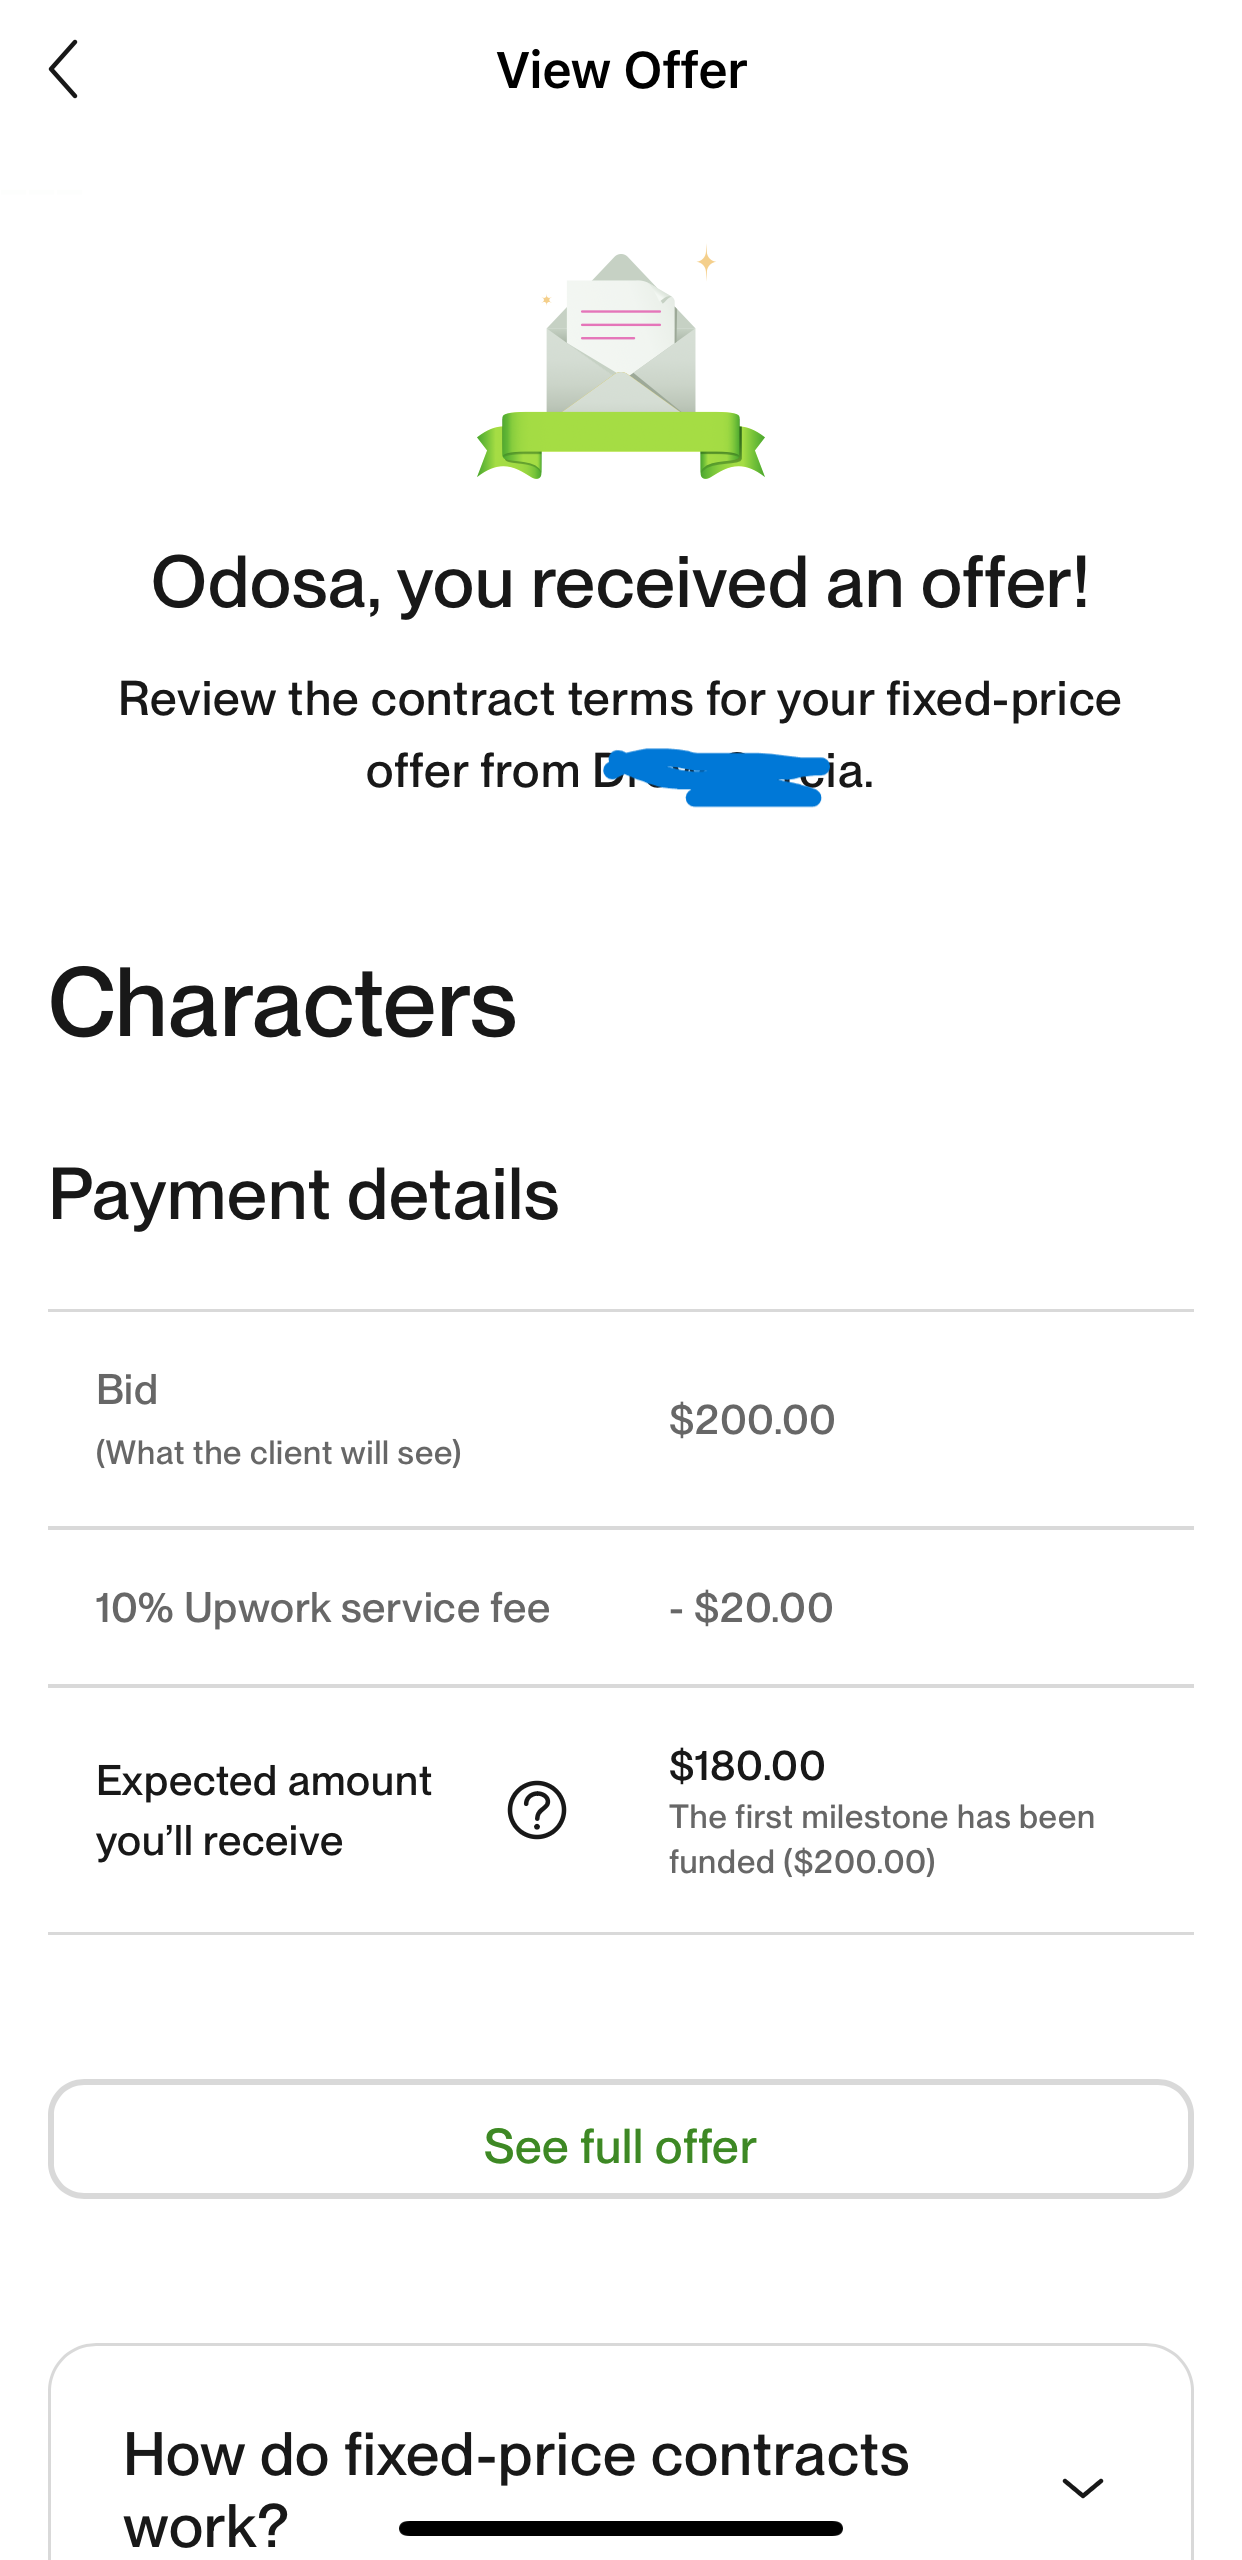 View Offer
Odosa, you received an offer!
Review the contract terms for your fixed-price
offer from
Characters
Payment details
Bid
(What the client will see)
$200.00
10% Upwork service fee
- $20.00
Expected amount
you’ll receive
$180.00
The first milestone has been
funded ($200.00)
See full offer
How do fixed-price contracts
work?